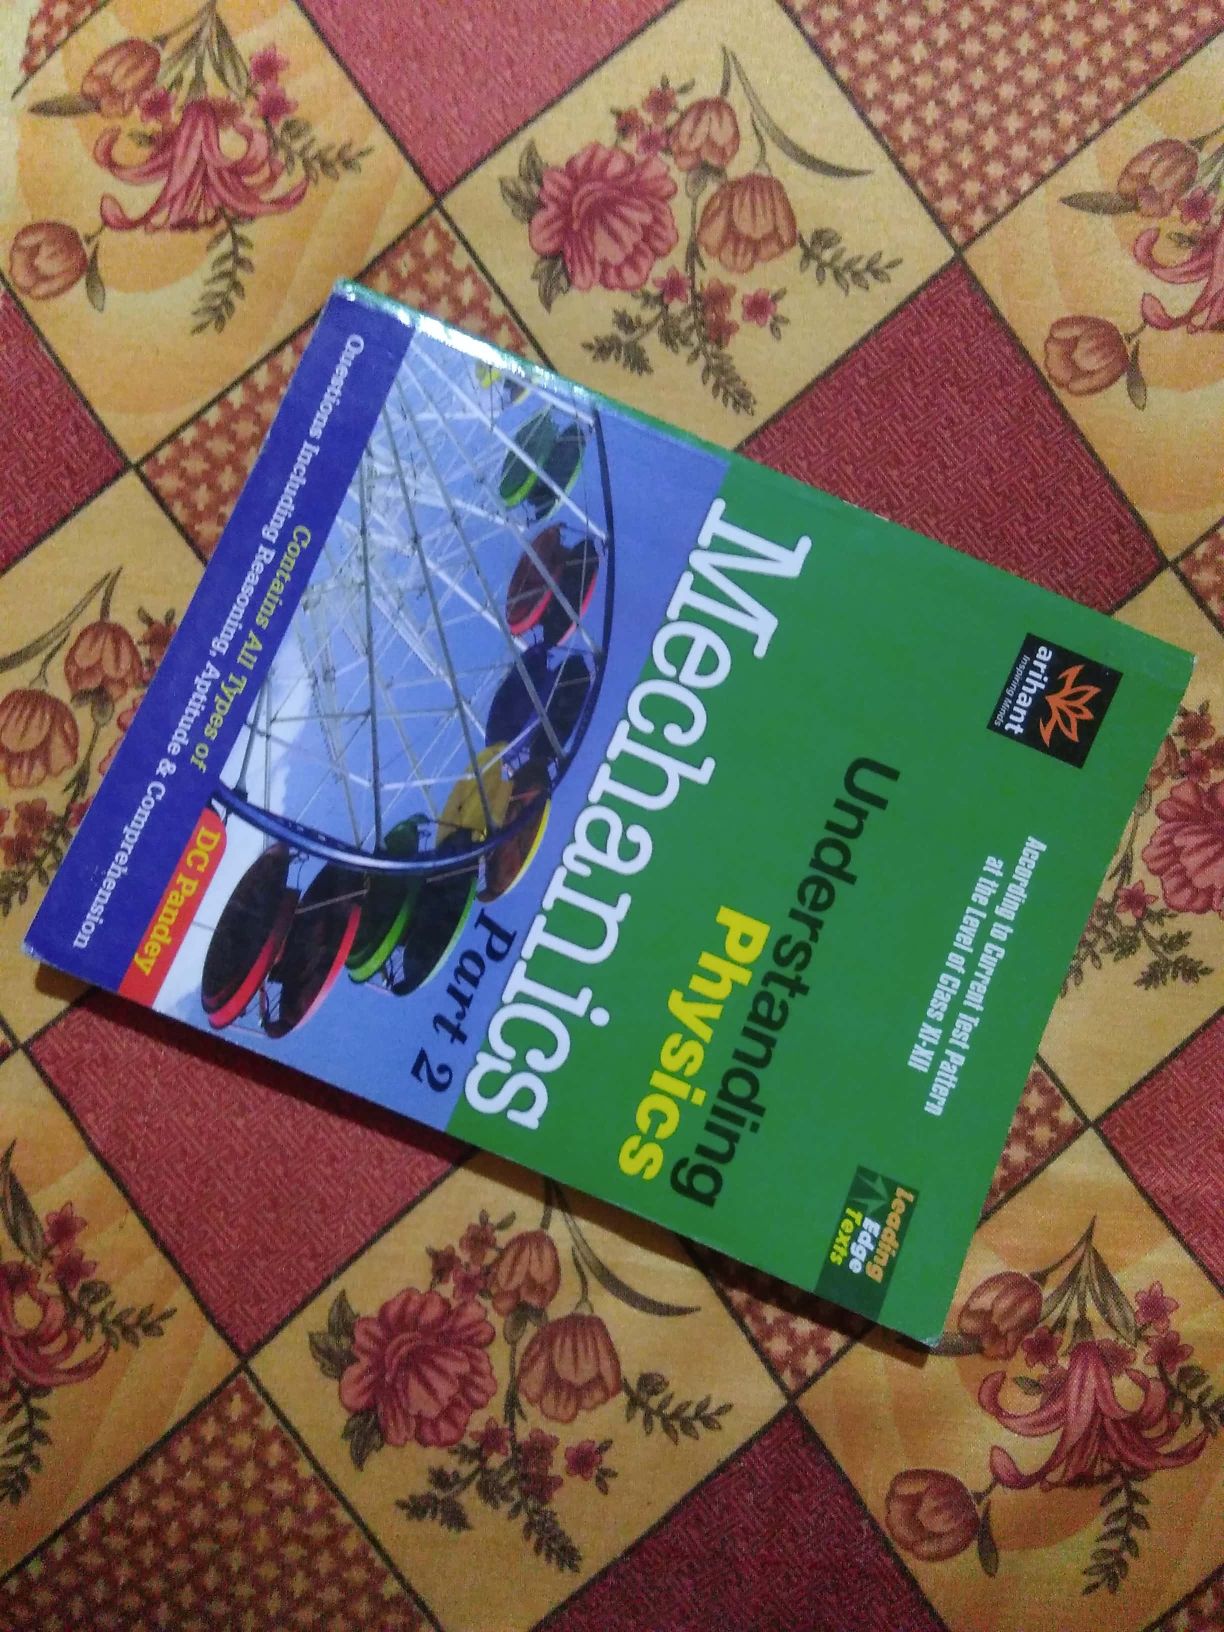 arihant
Inspiring Minds
According to Current Test Pattern
at the Level of Class XI-XII
Leading
Edge
Texts
Understanding
Physics
Mechanics
Part 2
DC Pandey
Contains All Types of
Questions Including Reasoning, Aptitude & Comprehension